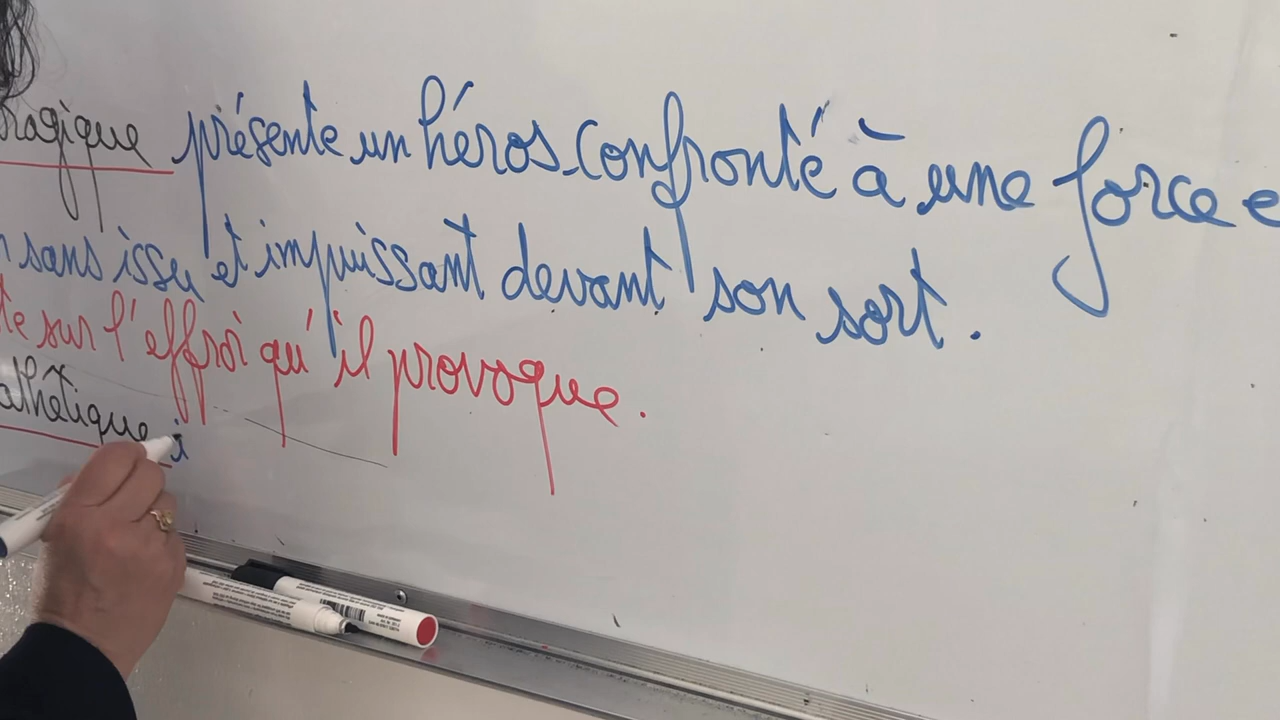 ragique présente un héros confronté à une force e
n sans issu et impuissant devant son sort.
te sur l'effroi qu'il provoque.
athêtique i